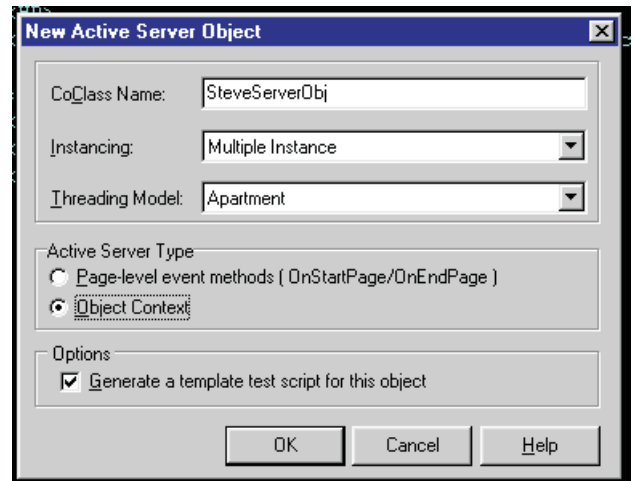 New Active Server Object
CoClass Name: SteveServerObj
Instancing: Multiple Instance
Threading Model: Apartment
Active Server Type
Page-level event methods ( OnStartPage/OnEndPage )
Object Context
Options
Generate a template test script for this object
OK Cancel Help